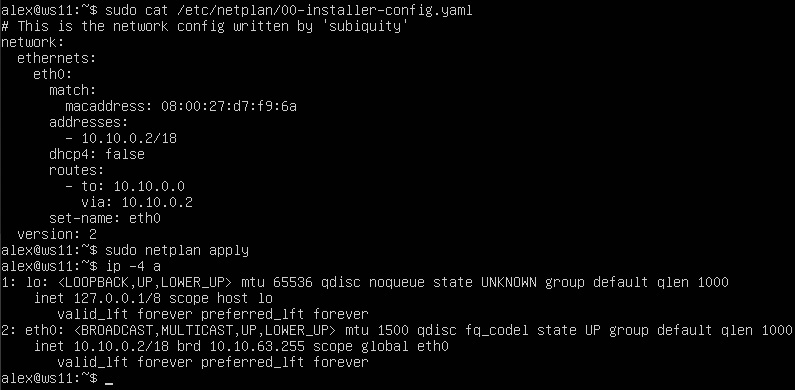 alex@ws11:~$ sudo cat /etc/netplan/00-installer-config.yaml
# This is the network config written by 'subiquity'
network:
  ethernets:
    eth0:
      match:
        macaddress: 08:00:27:d7:f9:6a
      addresses:
        - 10.10.0.2/18
      dhcp4: false
      routes:
        - to: 10.10.0.0
          via: 10.10.0.2
      set-name: eth0
  version: 2
alex@ws11:~$ sudo netplan apply
alex@ws11:~$ ip -4 a
1: lo: <LOOPBACK,UP,LOWER_UP> mtu 65536 qdisc noqueue state UNKNOWN group default qlen 1000
    inet 127.0.0.1/8 scope host lo
       valid_lft forever preferred_lft forever
2: eth0: <BROADCAST,MULTICAST,UP,LOWER_UP> mtu 1500 qdisc fq_codel state UP group default qlen 1000
    inet 10.10.0.2/18 brd 10.10.63.255 scope global eth0
       valid_lft forever preferred_lft forever
alex@ws11:~$ _